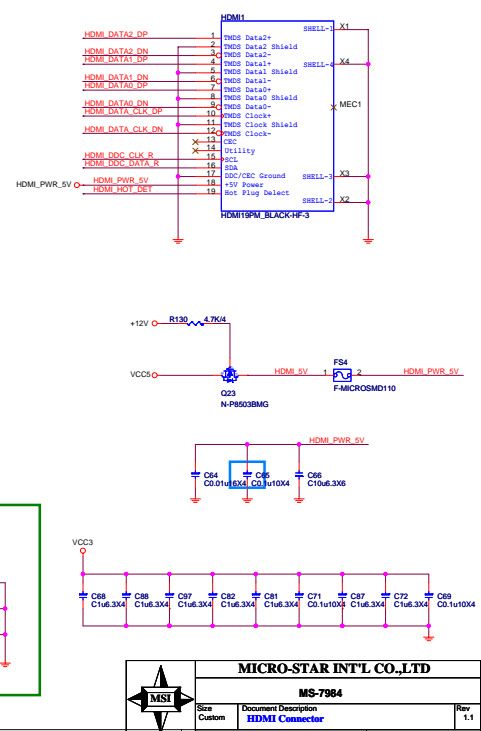 HDMI1
HDMI_DATA2_DP 1 TMDS Data2+ SHELL-1 X1
2 TMDS Data2 Shield
HDMI_DATA2_DN 3 TMDS Data2-
HDMI_DATA1_DP 4 TMDS Data1+ SHELL-4 X4
5 TMDS Data1 Shield
HDMI_DATA1_DN 6 TMDS Data1-
HDMI_DATA0_DP 7 TMDS Data0+
8 TMDS Data0 Shield
HDMI_DATA0_DN 9 TMDS Data0- MEC1
HDMI_DATA_CLK_DP 10 TMDS Clock+
11 TMDS Clock Shield
HDMI_DATA_CLK_DN 12 TMDS Clock-
13 CEC
14 Utility
HDMI_DDC_CLK_R 15 SCL
HDMI_DDC_DATA_R 16 SDA
17 DDC/CEC Ground SHELL-3 X3
HDMI_PWR_5V HDMI_PWR_5V 18 +5V Power
HDMI_HOT_DET 19 Hot Plug Delect
SHELL-2 X2
HDMI19PM_BLACK-HF-3
+12V R130 4.7K/4
VCC5 HDMI_5V 1 FS4 2 HDMI_PWR_5V
F-MICROSMD110
Q23
N-P8503BMG
HDMI_PWR_5V
C64 C65 C66
C0.01u16X4 C0.1u10X4 C10u6.3X6
VCC3
C68 C88 C97 C82 C81 C71 C87 C72 C69
C1u6.3X4 C1u6.3X4 C1u6.3X4 C1u6.3X4 C1u6.3X4 C0.1u10X4 C1u6.3X4 C1u6.3X4 C0.1u10X4
MICRO-STAR INT'L CO.,LTD
MSI
MS-7984
Size Document Description Rev
Custom HDMI Connector 1.1